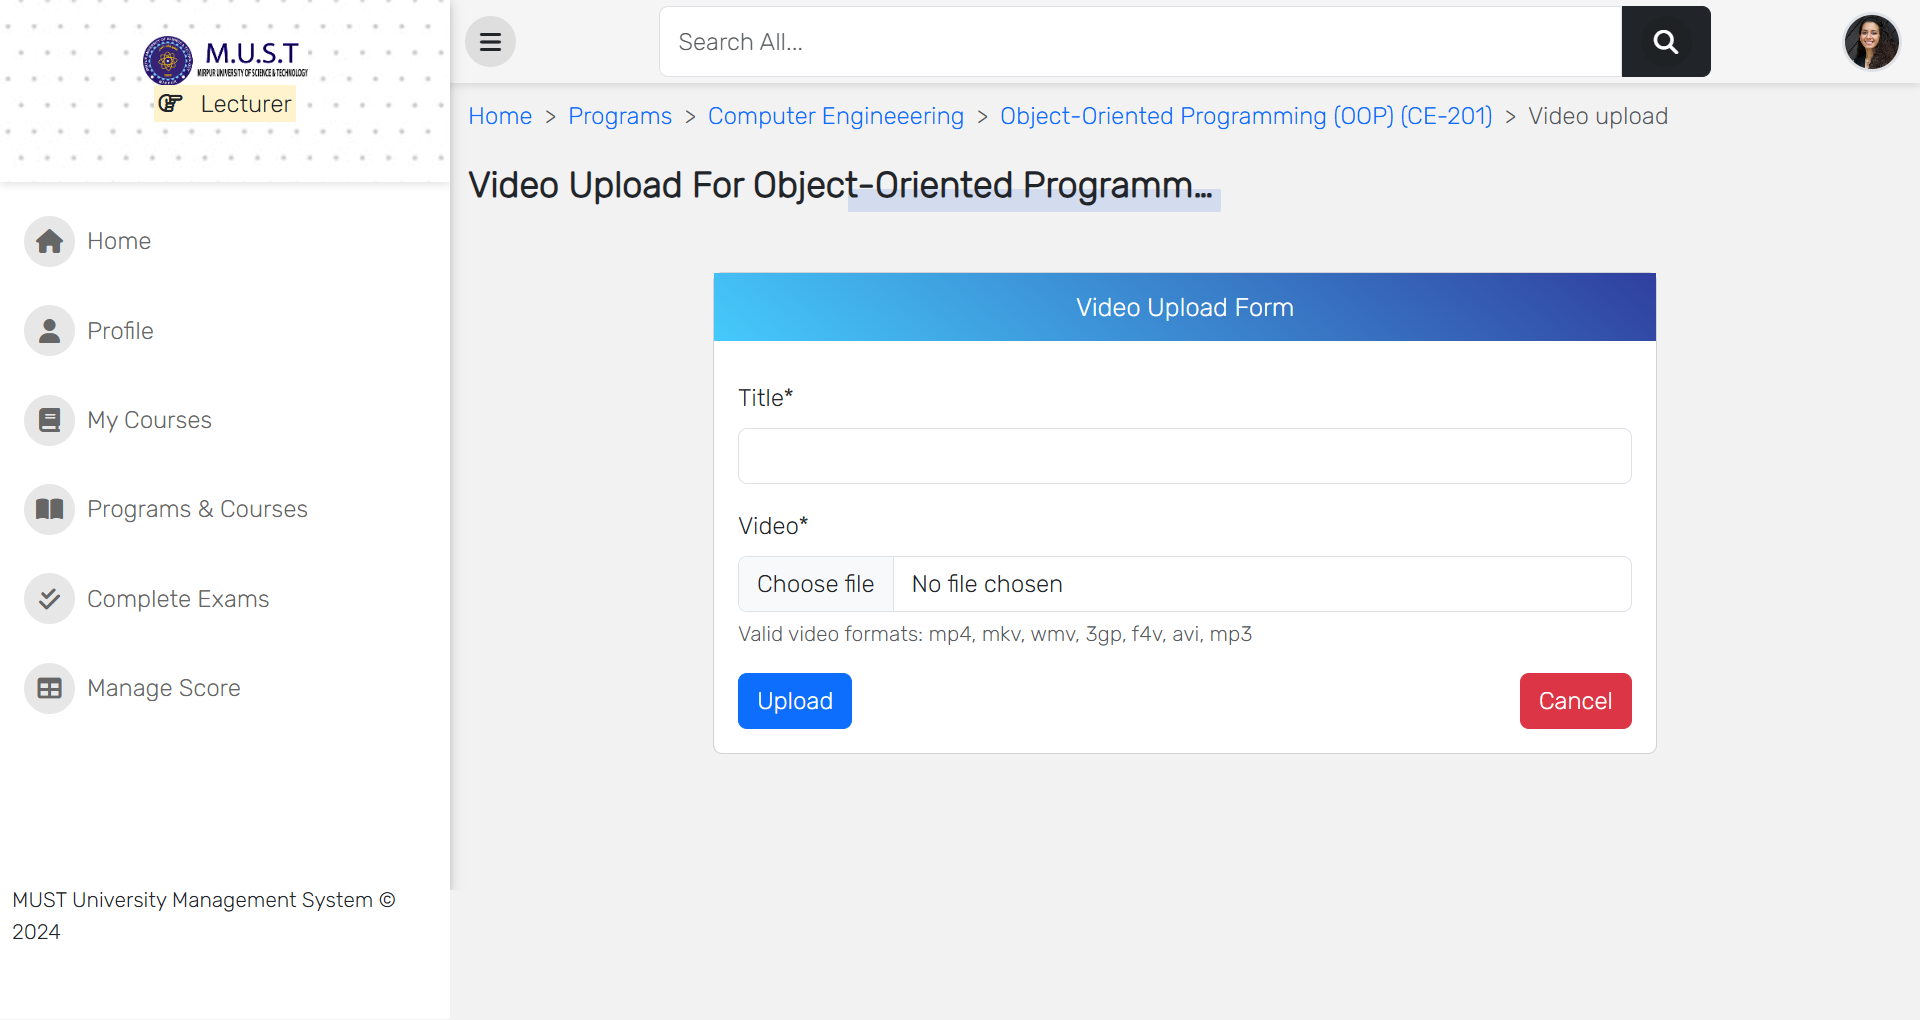 M.U.S.T
MIRPUR UNIVERSITY OF SCIENCE & TECHNOLOGY
Lecturer
Home
Profile
My Courses
Programs & Courses
Complete Exams
Manage Score
MUST University Management System ©
2024
Search All...
Home > Programs > Computer Engineeering > Object-Oriented Programming (OOP) (CE-201) > Video upload
Video Upload For Object-Oriented Programm...
Video Upload Form
Title*
Video*
Choose file No file chosen
Valid video formats: mp4, mkv, wmv, 3gp, f4v, avi, mp3
Upload
Cancel